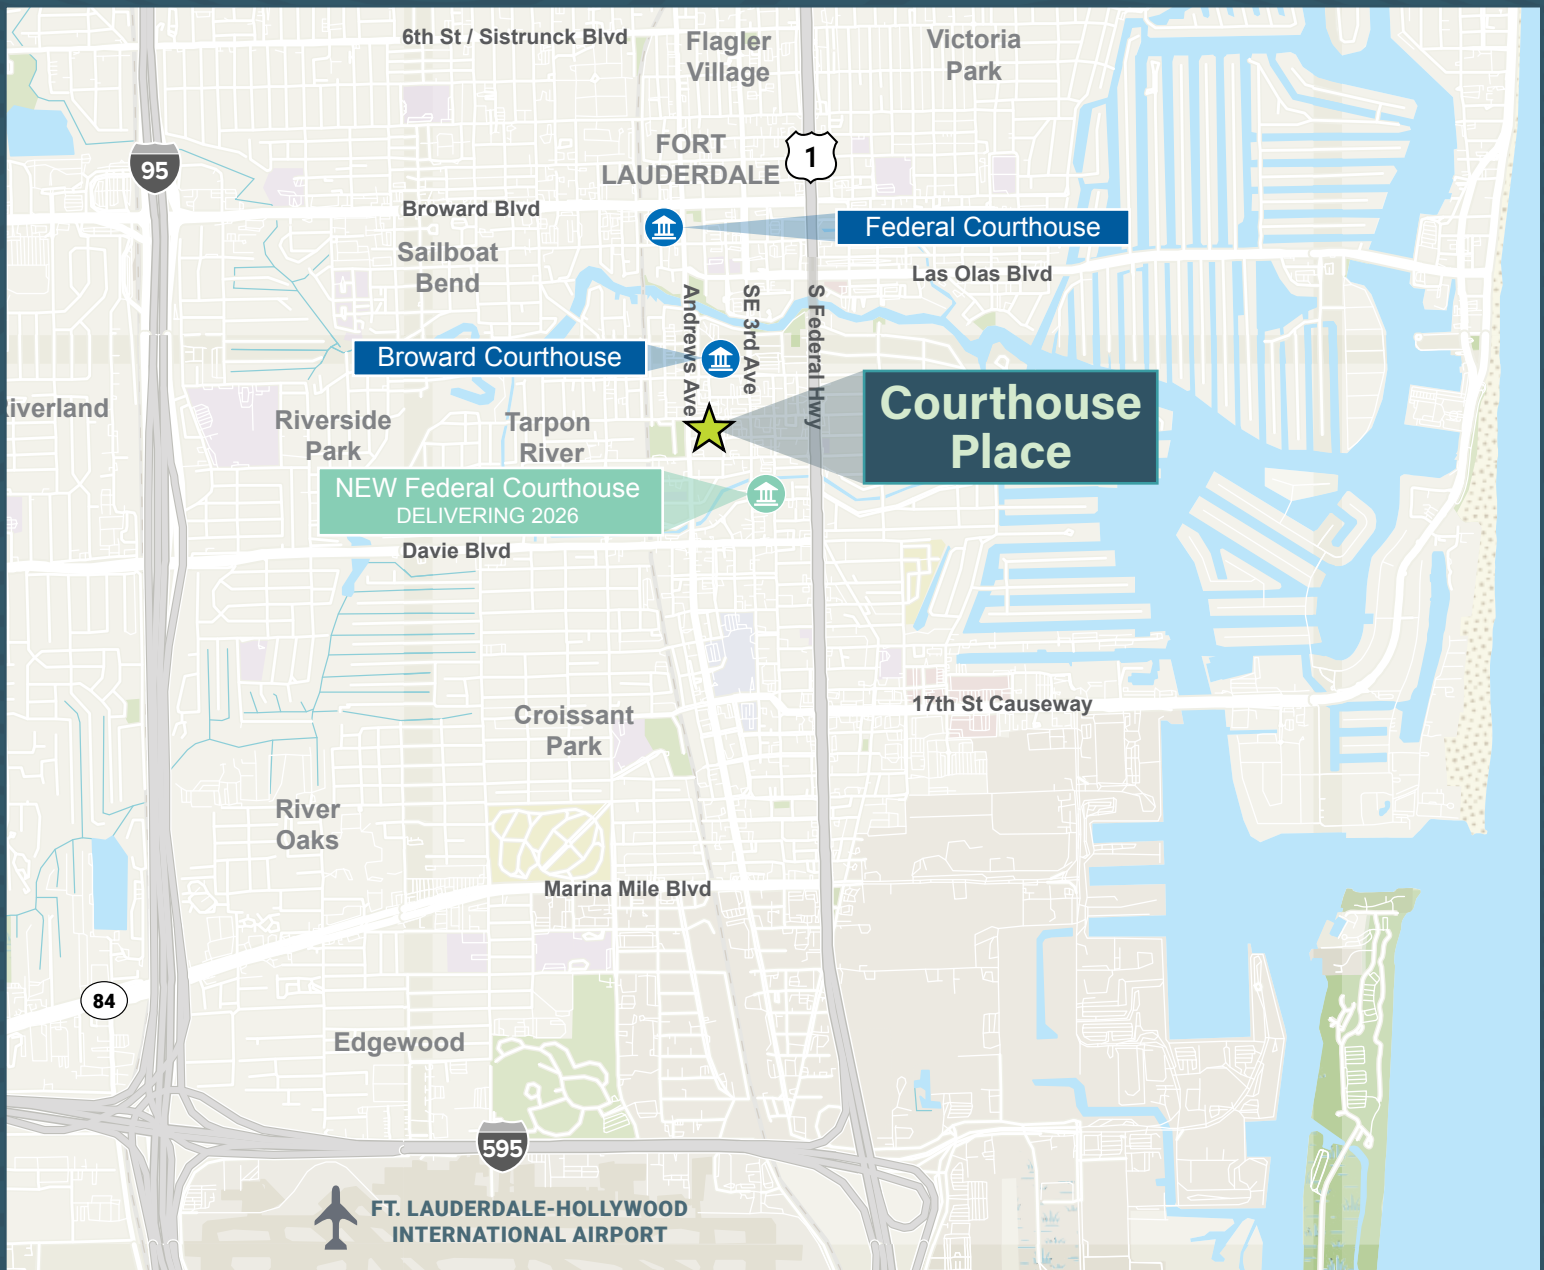 6th St / Sistrunck Blvd
Flagler
Village
Victoria
Park
FORT
LAUDERDALE
1
95
Broward Blvd
Federal Courthouse
Sailboat
Bend
Las Olas Blvd
Andrews Ave
SE 3rd Ave
S Federal Hwy
Broward Courthouse
Courthouse
Place
iverland
Riverside
Park
Tarpon
River
NEW Federal Courthouse
DELIVERING 2026
Davie Blvd
17th St Causeway
Croissant
Park
River
Oaks
Marina Mile Blvd
84
Edgewood
595
FT. LAUDERDALE-HOLLYWOOD
INTERNATIONAL AIRPORT